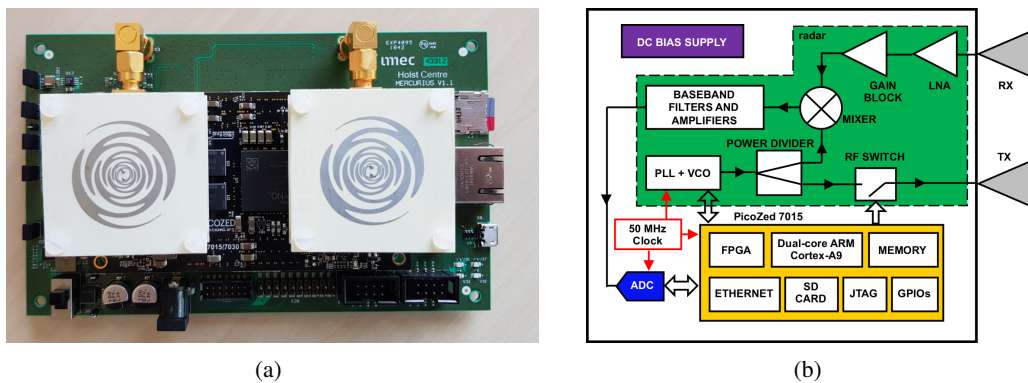 EXP4095
1842
imec
Holst Centre
MERCURIUS V1.1
7015/7030
DC BIAS SUPPLY
radar
BASEBAND
FILTERS AND
AMPLIFIERS
GAIN
BLOCK
LNA
RX
MIXER
POWER DIVIDER
RF SWITCH
TX
PLL + VCO
PicoZed 7015
50 MHz
Clock
FPGA
Dual-core ARM
Cortex-A9
MEMORY
ADC
ETHERNET
SD
CARD
JTAG
GPIOs
(a)
(b)